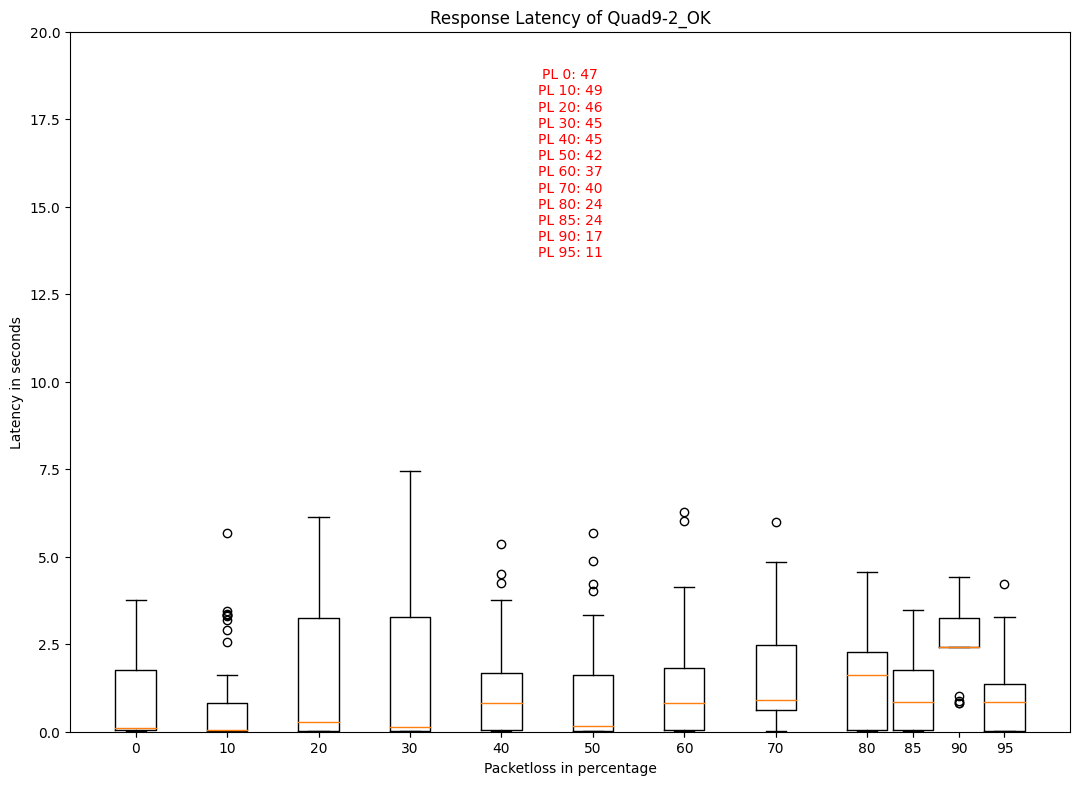 Response Latency of Quad9-2_OK
20.0
17.5
15.0
12.5
10.0
7.5
5.0
2.5
0.0
Latency in seconds
PL 0: 47
PL 10: 49
PL 20: 46
PL 30: 45
PL 40: 45
PL 50: 42
PL 60: 37
PL 70: 40
PL 80: 24
PL 85: 24
PL 90: 17
PL 95: 11
0 10 20 30 40 50 60 70 80 85 90 95
Packetloss in percentage